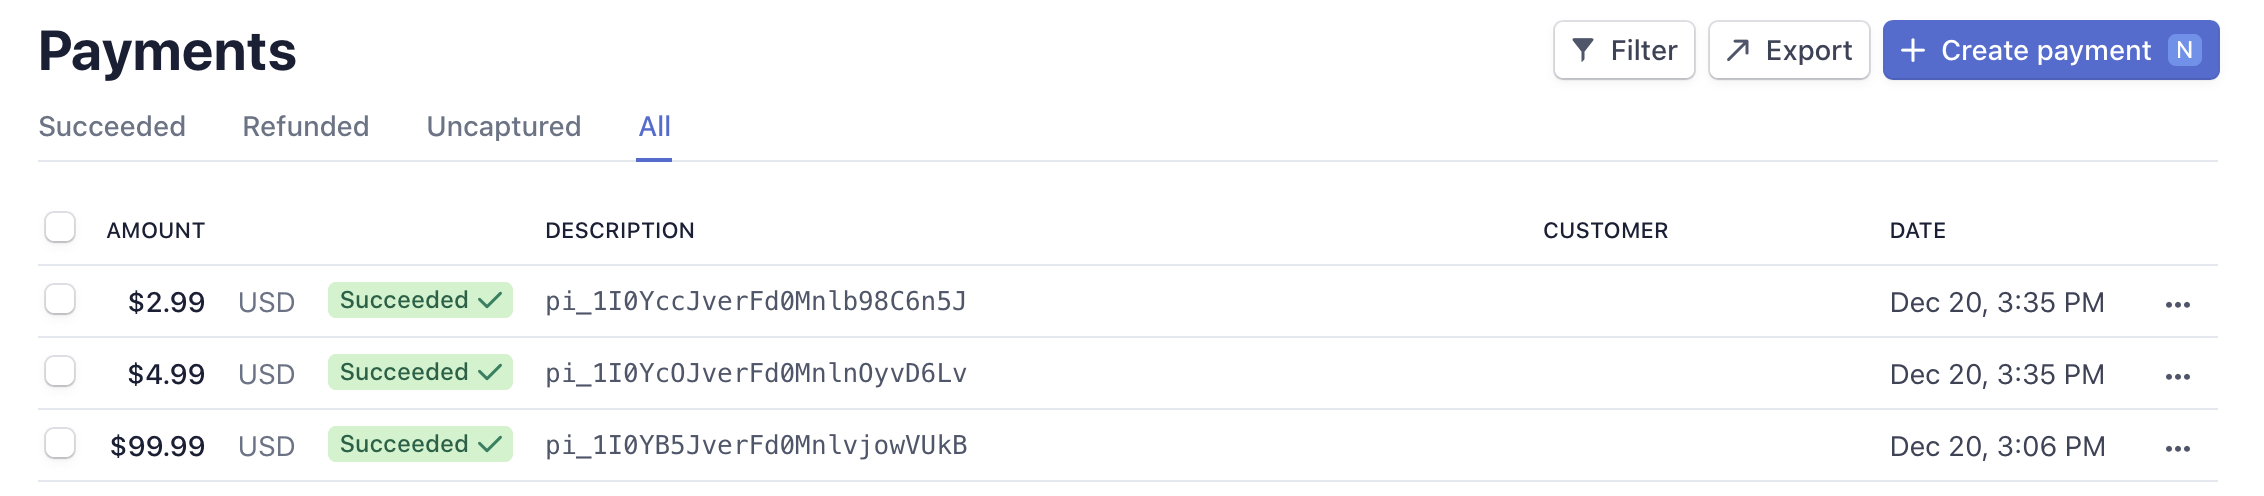 Payments
Filter
Export
Create payment N
Succeeded Refunded Uncaptured All
AMOUNT DESCRIPTION CUSTOMER DATE
$2.99 USD Succeeded pi_1I0YccJverFd0Mnlb98C6n5J Dec 20, 3:35 PM
$4.99 USD Succeeded pi_1I0YcOJverFd0MnlnOyvD6Lv Dec 20, 3:35 PM
$99.99 USD Succeeded pi_1I0YB5JverFd0MnlvjowVUkB Dec 20, 3:06 PM